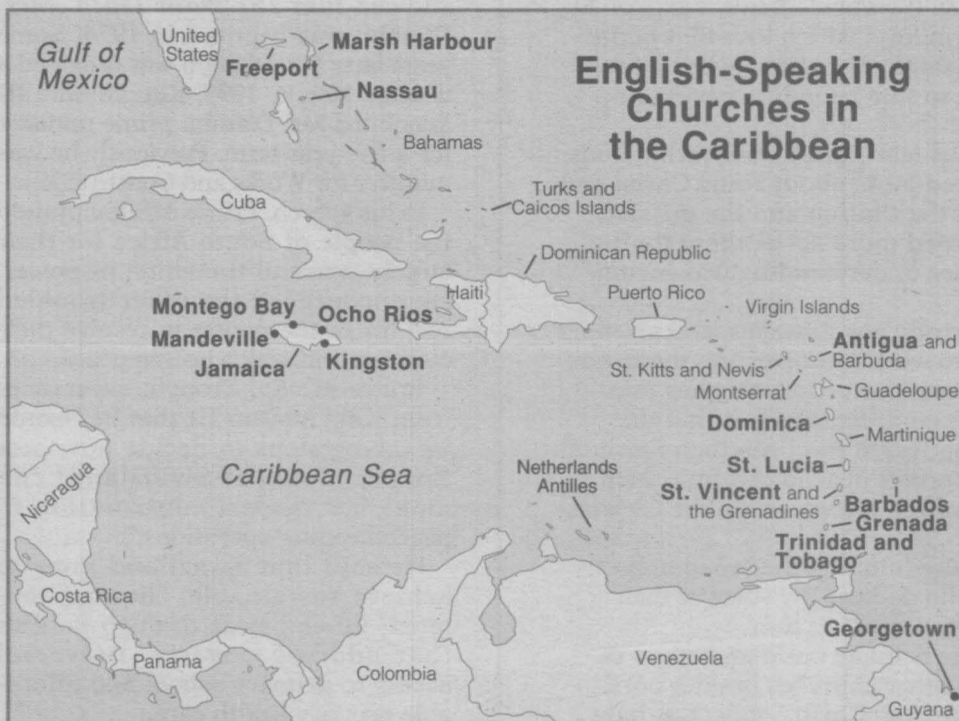 English-Speaking
Churches in
the Caribbean
Gulf of
Mexico
United
States
Marsh Harbour
Freeport
Nassau
Bahamas
Cuba
Turks and
Caicos Islands
Dominican Republic
Haiti
Puerto Rico
Virgin Islands
Montego Bay
Ocho Rios
Mandeville
Jamaica
Kingston
Antigua and
Barbuda
St. Kitts and Nevis
Montserrat
Guadeloupe
Dominica
Martinique
St. Lucia
St. Vincent and
the Grenadines
Barbados
Grenada
Trinidad and
Tobago
Caribbean Sea
Netherlands
Antilles
Nicaragua
Costa Rica
Panama
Colombia
Venezuela
Georgetown
Guyana